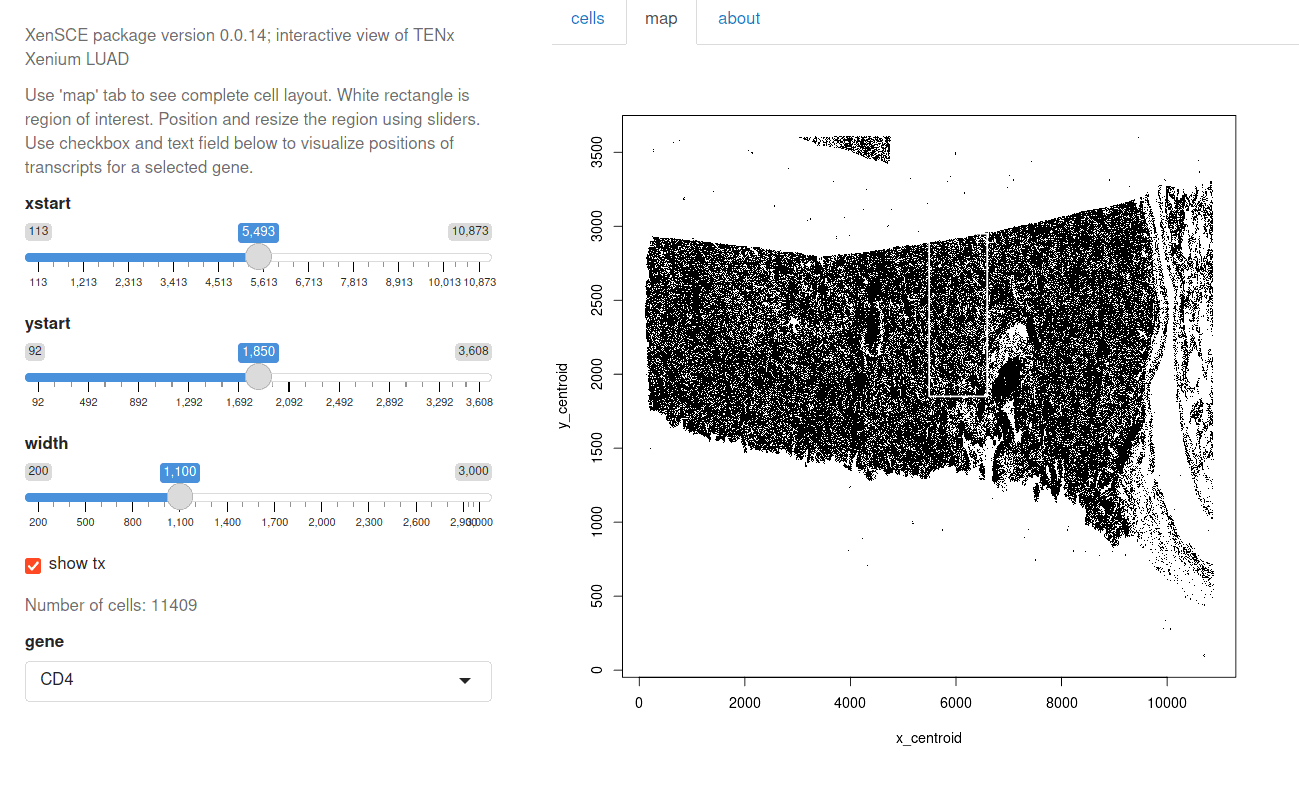 XenSCE package version 0.0.14; interactive view of TENx
Xenium LUAD
Use 'map' tab to see complete cell layout. White rectangle is
region of interest. Position and resize the region using sliders.
Use checkbox and text field below to visualize positions of
transcripts for a selected gene.
xstart
113 5,493 10,873
113 1,213 2,313 3,413 4,513 5,613 6,713 7,813 8,913 10,013 10,873
ystart
92 1,850 3,608
92 492 892 1,292 1,692 2,092 2,492 2,892 3,292 3,608
width
200 1,100 3,000
200 500 800 1,100 1,400 1,700 2,000 2,300 2,600 2,900 3,000
show tx
Number of cells: 11409
gene
CD4
cells map about
y_centroid
3500
3000
2500
2000
1500
1000
500
0
0 2000 4000 6000 8000 10000
x_centroid